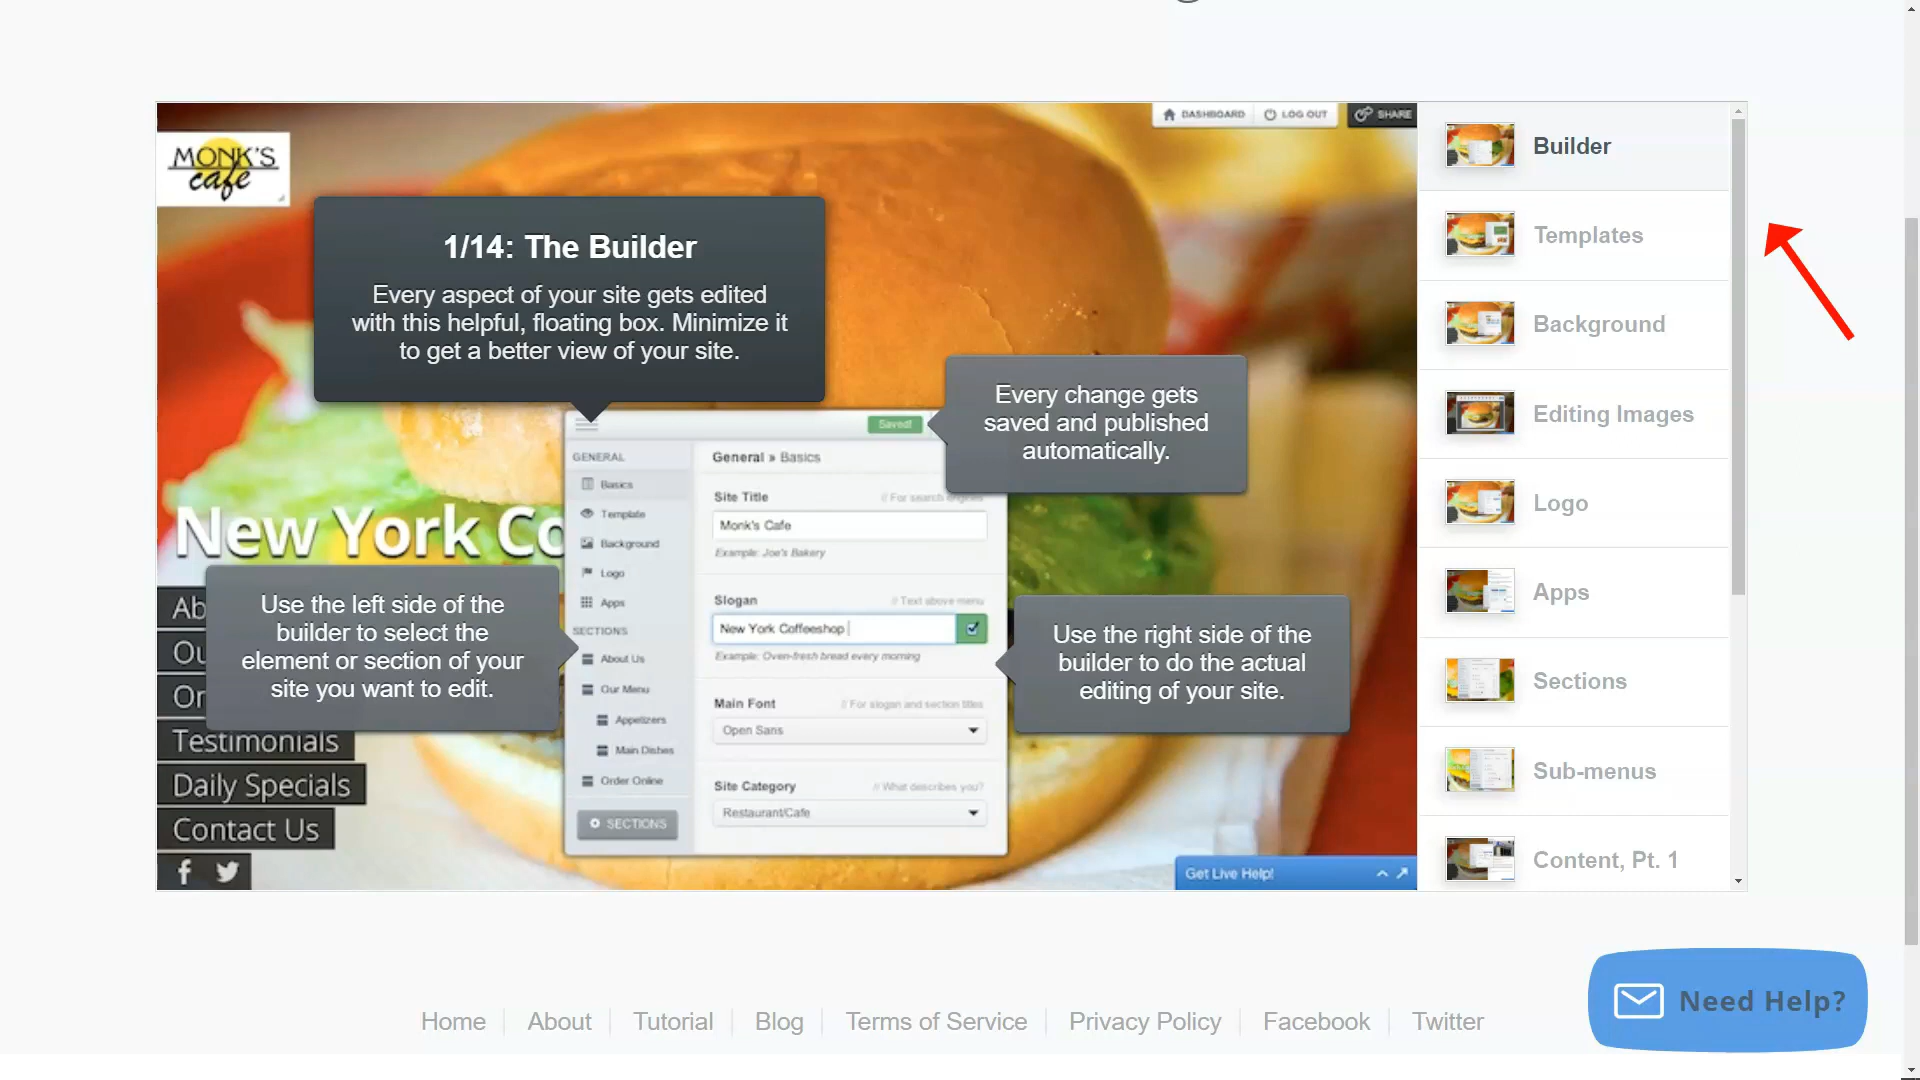 DASHBOARD
LOG OUT
SHARE
MONK'S
cafe
1/14: The Builder
Every aspect of your site gets edited
with this helpful, floating box. Minimize it
to get a better view of your site.
Every change gets
saved and published
automatically.
Saved!
New York Co
GENERAL
Basics
Template
Background
Logo
Apps
SECTIONS
About Us
Our Menu
Appetizers
Main Dishes
Order Online
SECTIONS
General » Basics
Site Title
// For search engines
Monk's Cafe
Example: Joe's Bakery
Slogan
// Text above menu
New York Coffeeshop
Example: Oven-fresh bread every morning
Main Font
// For slogan and section titles
Open Sans
Site Category
// What describes you?
Restaurant/Cafe
Use the left side of the
builder to select the
element or section of your
site you want to edit.
Use the right side of the
builder to do the actual
editing of your site.
Ab
Ou
Or
Testimonials
Daily Specials
Contact Us
Get Live Help!
Builder
Templates
Background
Editing Images
Logo
Apps
Sections
Sub-menus
Content, Pt. 1
Need Help?
Home
About
Tutorial
Blog
Terms of Service
Privacy Policy
Facebook
Twitter